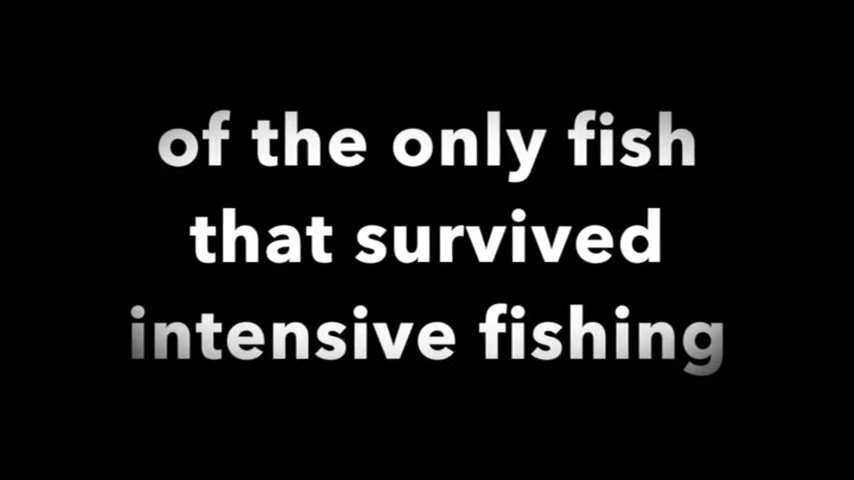 of the only fish
that survived
intensive fishing